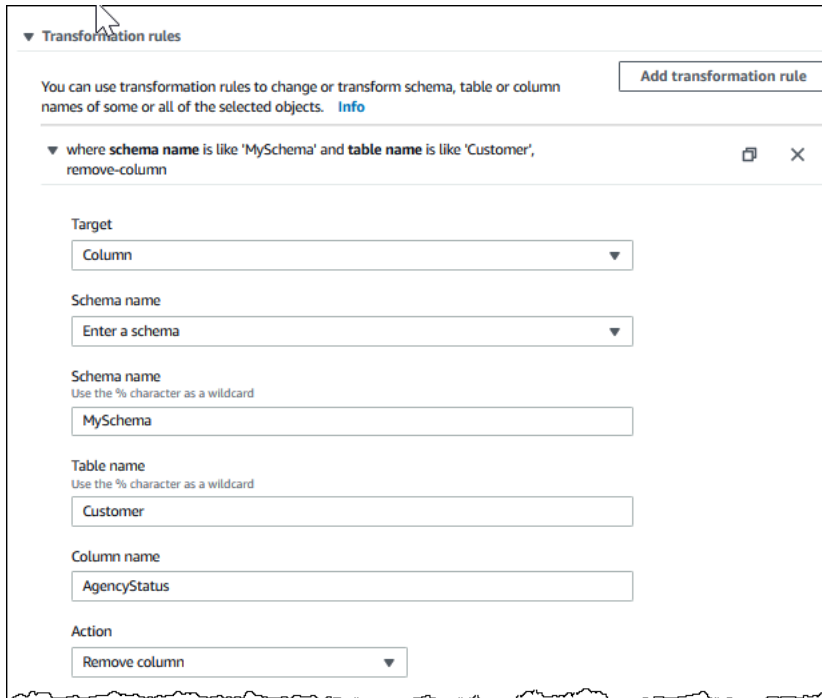 Transformation rules
You can use transformation rules to change or transform schema, table or column
names of some or all of the selected objects. Info
Add transformation rule
where schema name is like 'MySchema' and table name is like 'Customer',
remove-column
Target
Column
Schema name
Enter a schema
Schema name
Use the % character as a wildcard
MySchema
Table name
Use the % character as a wildcard
Customer
Column name
AgencyStatus
Action
Remove column